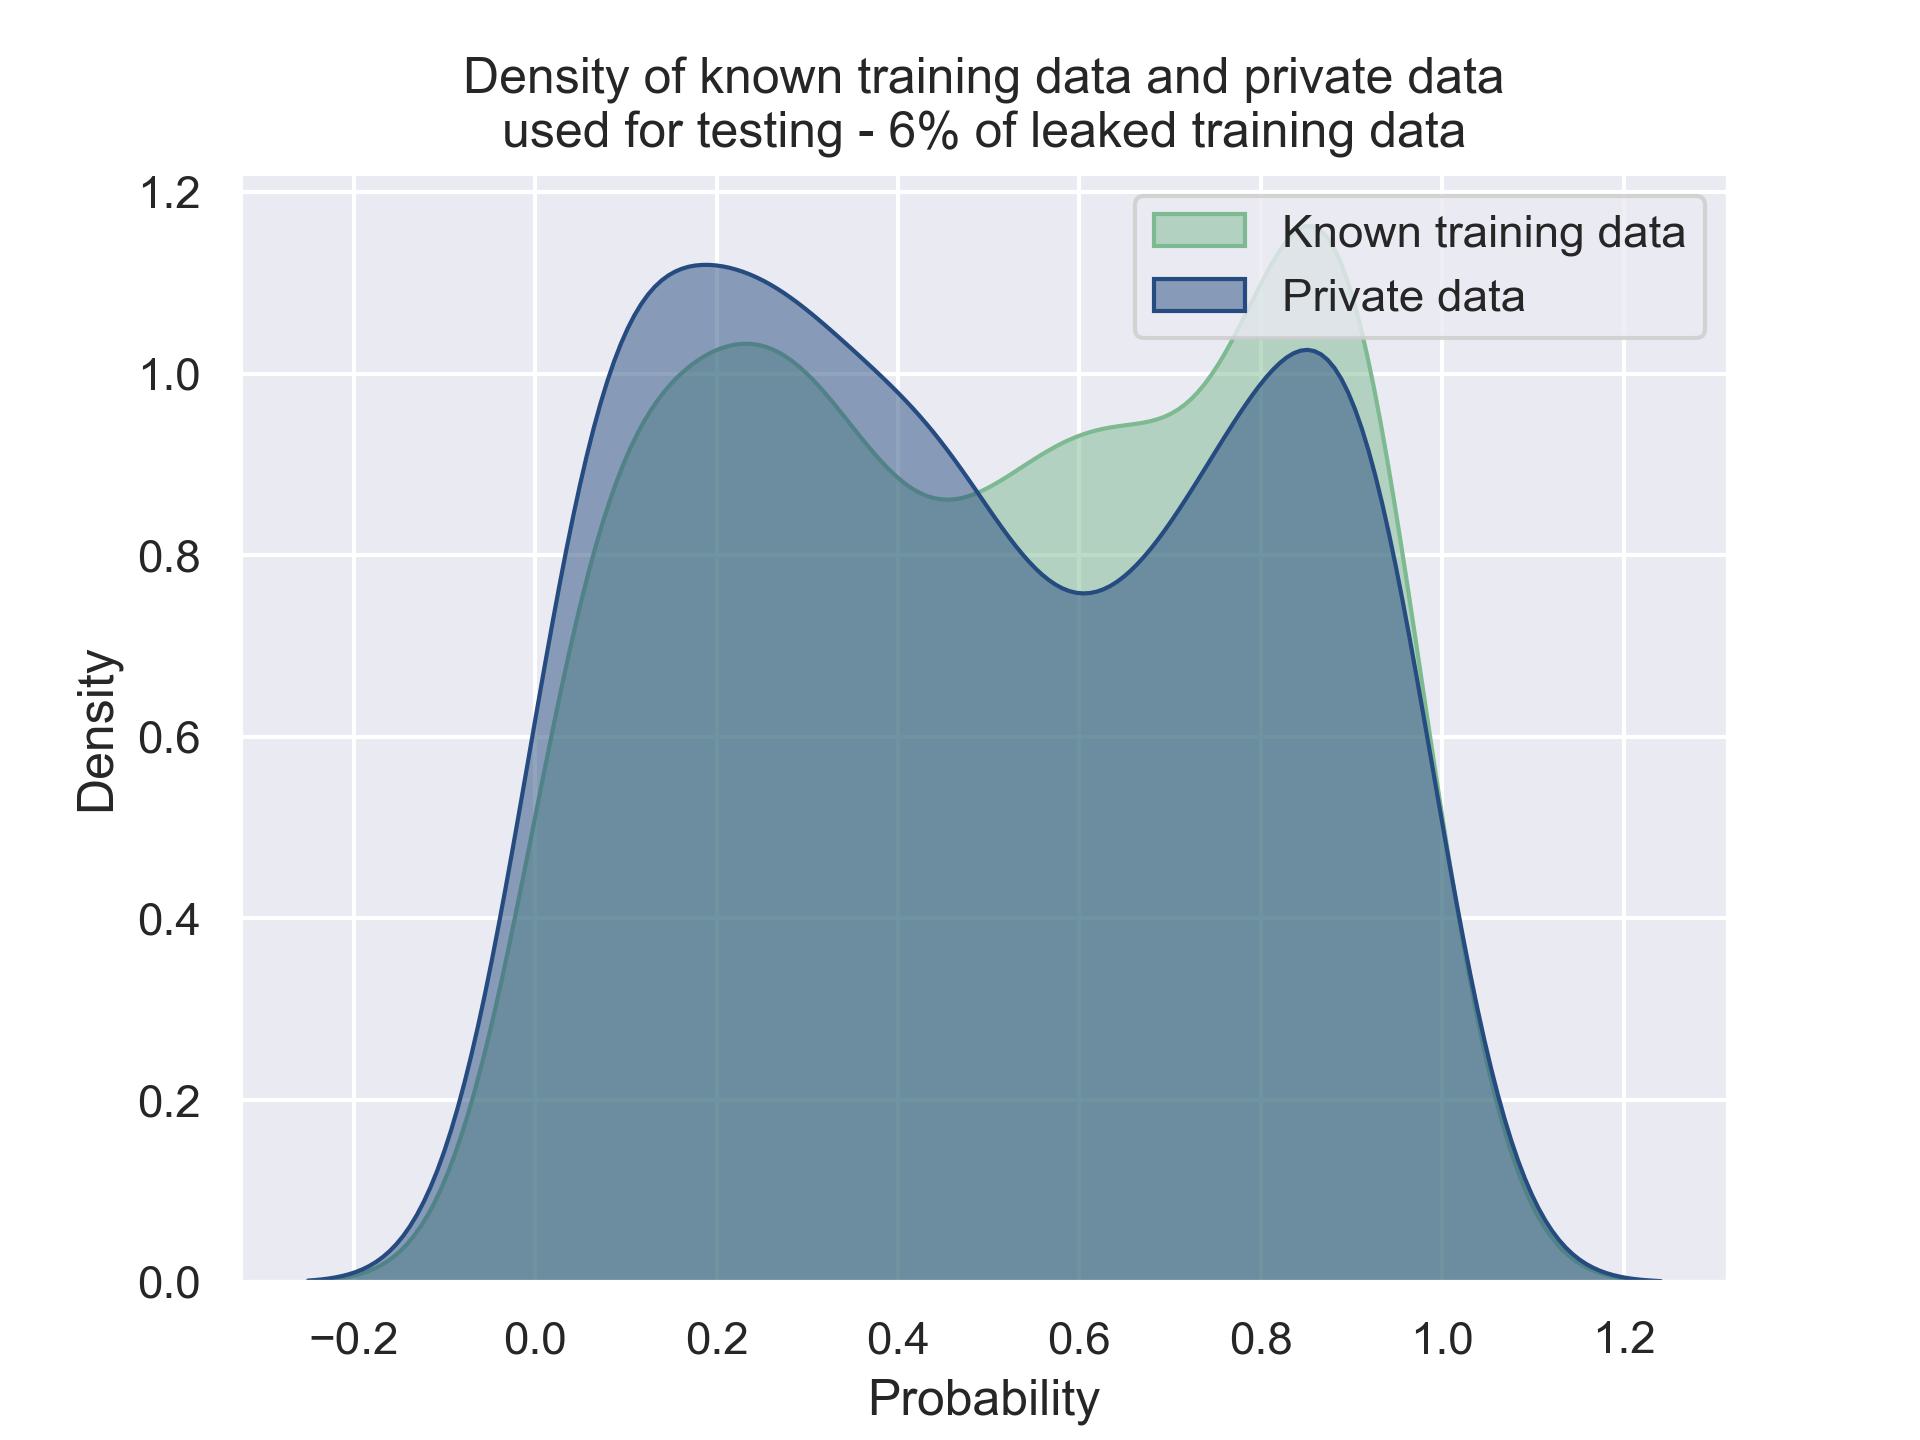 Density of known training data and private data
used for testing - 6% of leaked training data
1.2
1.0
0.8
0.6
0.4
0.2
0.0
Density
Known training data
Private data
−0.2 0.0 0.2 0.4 0.6 0.8 1.0 1.2
Probability